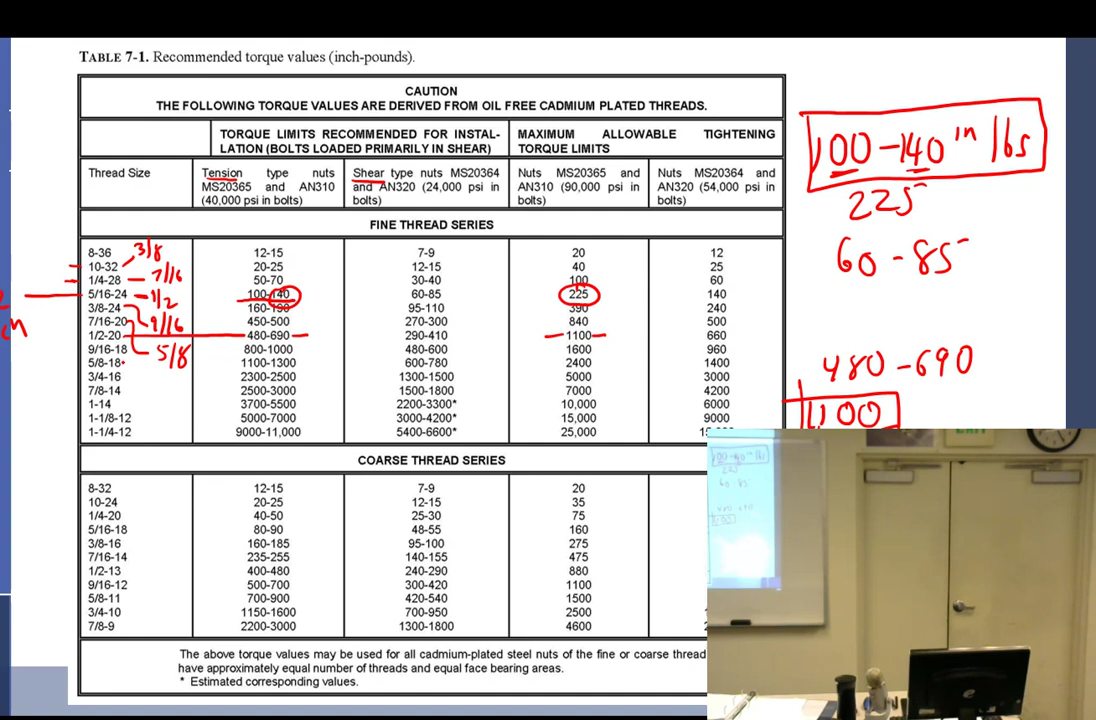 TABLE 7-1. Recommended torque values (inch-pounds).
CAUTION
THE FOLLOWING TORQUE VALUES ARE DERIVED FROM OIL FREE CADMIUM PLATED THREADS.
TORQUE LIMITS RECOMMENDED FOR INSTAL-
LATION (BOLTS LOADED PRIMARILY IN SHEAR)
MAXIMUM ALLOWABLE TIGHTENING
TORQUE LIMITS
Thread Size
Tension type nuts
MS20365 and AN310
(40,000 psi in bolts)
Shear type nuts MS20364
and AN320 (24,000 psi in
bolts)
Nuts MS20365 and
AN310 (90,000 psi in
bolts)
Nuts MS20364 and
AN320 (54,000 psi in
bolts)
FINE THREAD SERIES
8-36 12-15 7-9 20 12
10-32 20-25 12-15 40 25
1/4-28 50-70 30-40 100 60
5/16-24 100-140 60-85 225 140
3/8-24 160-190 95-110 390 240
7/16-20 450-500 270-300 840 500
1/2-20 480-690 290-410 1100 660
9/16-18 800-1000 480-600 1600 960
5/8-18 1100-1300 600-780 2400 1400
3/4-16 2300-2500 1300-1500 5000 3000
7/8-14 2500-3000 1500-1800 7000 4200
1-14 3700-5500 2200-3300* 10,000 6000
1-1/8-12 5000-7000 3000-4200* 15,000 9000
1-1/4-12 9000-11,000 5400-6600* 25,000
COARSE THREAD SERIES
8-32 12-15 7-9 20
10-24 20-25 12-15 35
1/4-20 40-50 25-30 75
5/16-18 80-90 48-55 160
3/8-16 160-185 95-100 275
7/16-14 235-255 140-155 475
1/2-13 400-480 240-290 880
9/16-12 500-700 300-420 1100
5/8-11 700-900 420-540 1500
3/4-10 1150-1600 700-950 2500
7/8-9 2200-3000 1300-1800 4600
The above torque values may be used for all cadmium-plated steel nuts of the fine or coarse thread
have approximately equal number of threads and equal face bearing areas.
* Estimated corresponding values.
3/8
7/16
1/2
9/16
5/8
100-140 in lbs
225
60-85
480-690
1,100